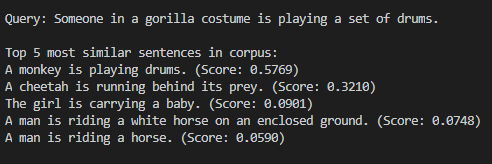 Query: Someone in a gorilla costume is playing a set of drums.
Top 5 most similar sentences in corpus:
A monkey is playing drums. (Score: 0.5769)
A cheetah is running behind its prey. (Score: 0.3210)
The girl is carrying a baby. (Score: 0.0901)
A man is riding a white horse on an enclosed ground. (Score: 0.0748)
A man is riding a horse. (Score: 0.0590)